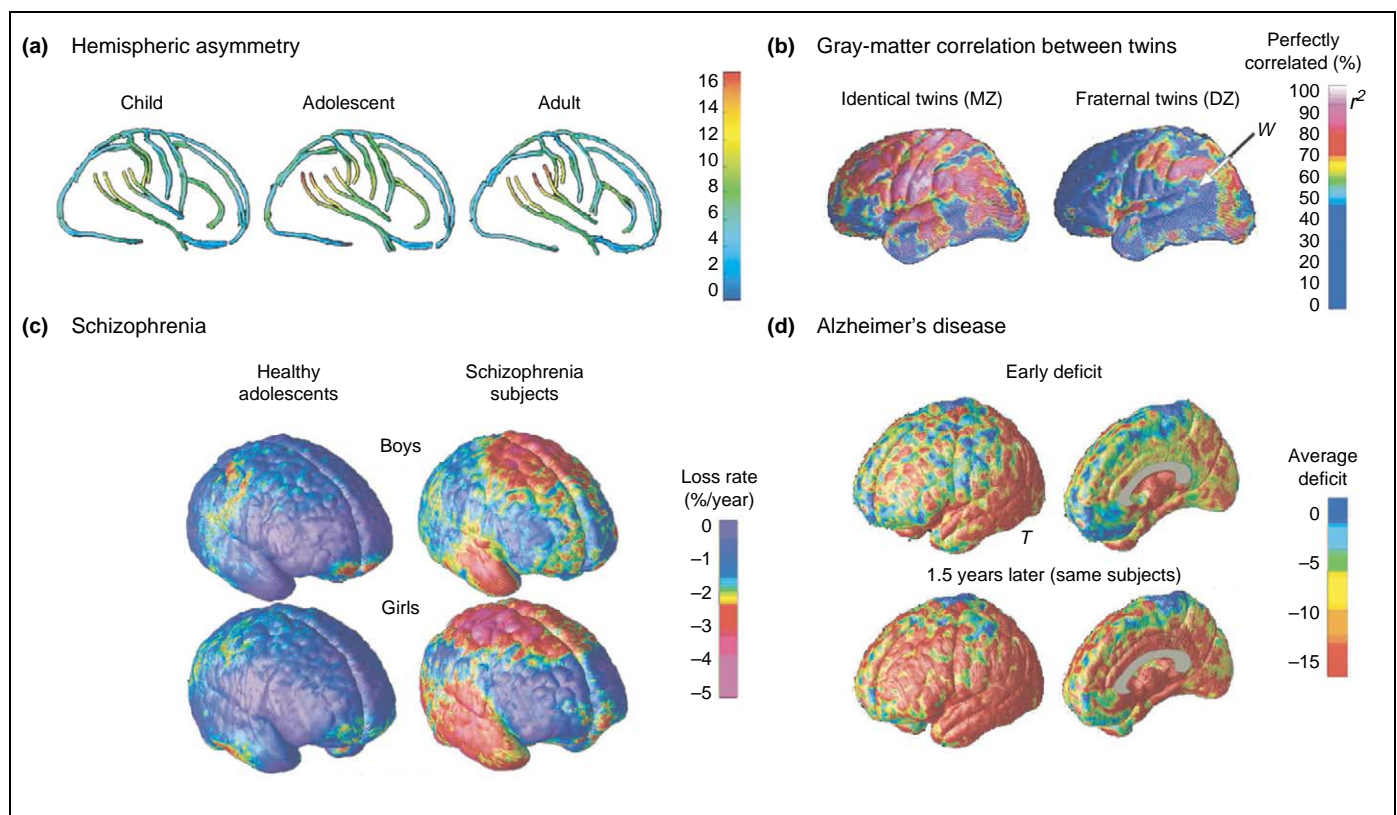 (a) Hemispheric asymmetry
Child
Adolescent
Adult
16
14
12
10
8
6
4
2
0
(b) Gray-matter correlation between twins
Perfectly
correlated (%)
Identical twins (MZ)
Fraternal twins (DZ)
W
100
90
80
70
60
50
40
30
20
10
0
r²
(c) Schizophrenia
Healthy
adolescents
Schizophrenia
subjects
Boys
Girls
Loss rate
(%/year)
0
–1
–2
–3
–4
–5
(d) Alzheimer's disease
Early deficit
T
1.5 years later (same subjects)
Average
deficit
0
–5
–10
–15